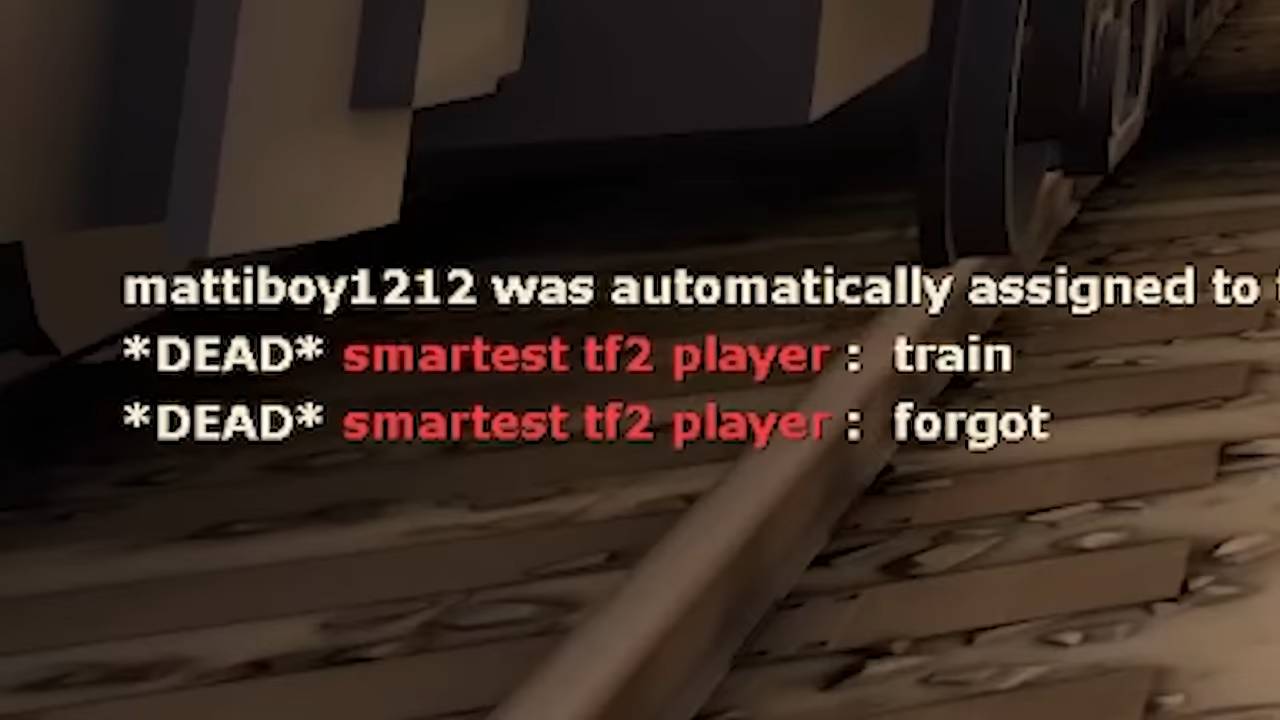 mattiboy1212 was automatically assigned to
*DEAD* smartest tf2 player :  train
*DEAD* smartest tf2 player :  forgot